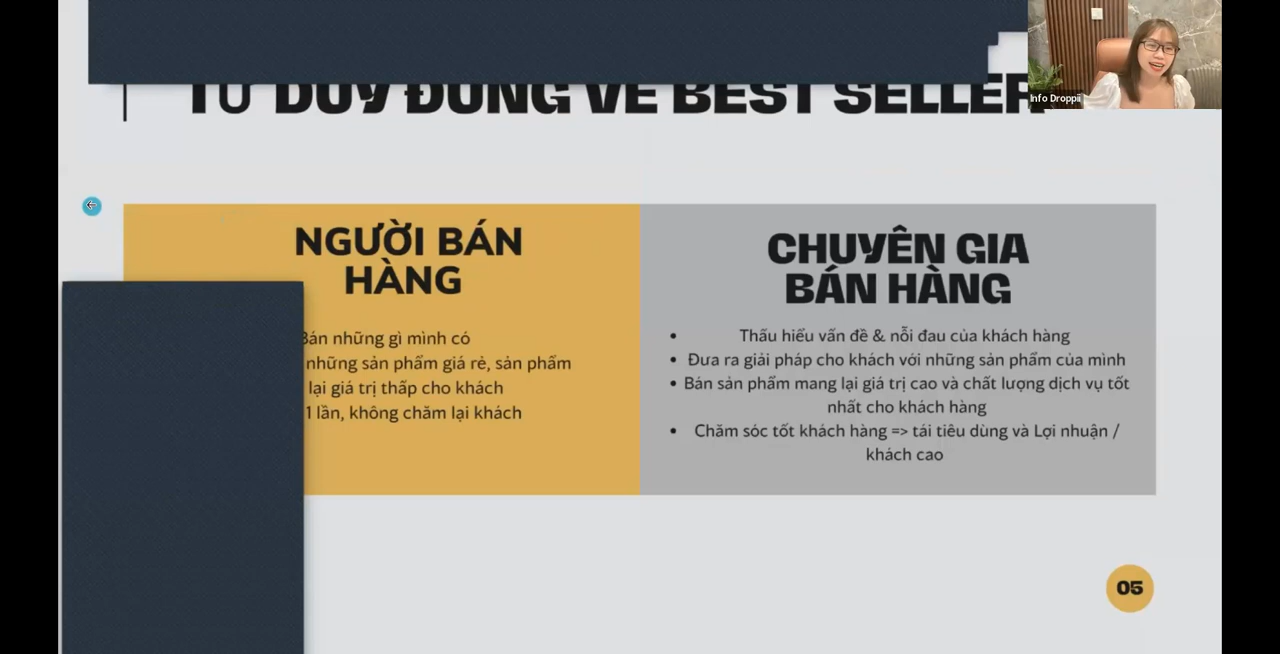 Info Droppii
TƯ DUY ĐÚNG VỀ BEST SELLER
NGƯỜI BÁN
HÀNG
Bán những gì mình có
những sản phẩm giá rẻ, sản phẩm
lại giá trị thấp cho khách
1 lần, không chăm lại khách
CHUYÊN GIA
BÁN HÀNG
• Thấu hiểu vấn đề & nỗi đau của khách hàng
• Đưa ra giải pháp cho khách với những sản phẩm của mình
• Bán sản phẩm mang lại giá trị cao và chất lượng dịch vụ tốt
nhất cho khách hàng
• Chăm sóc tốt khách hàng => tái tiêu dùng và Lợi nhuận /
khách cao
05